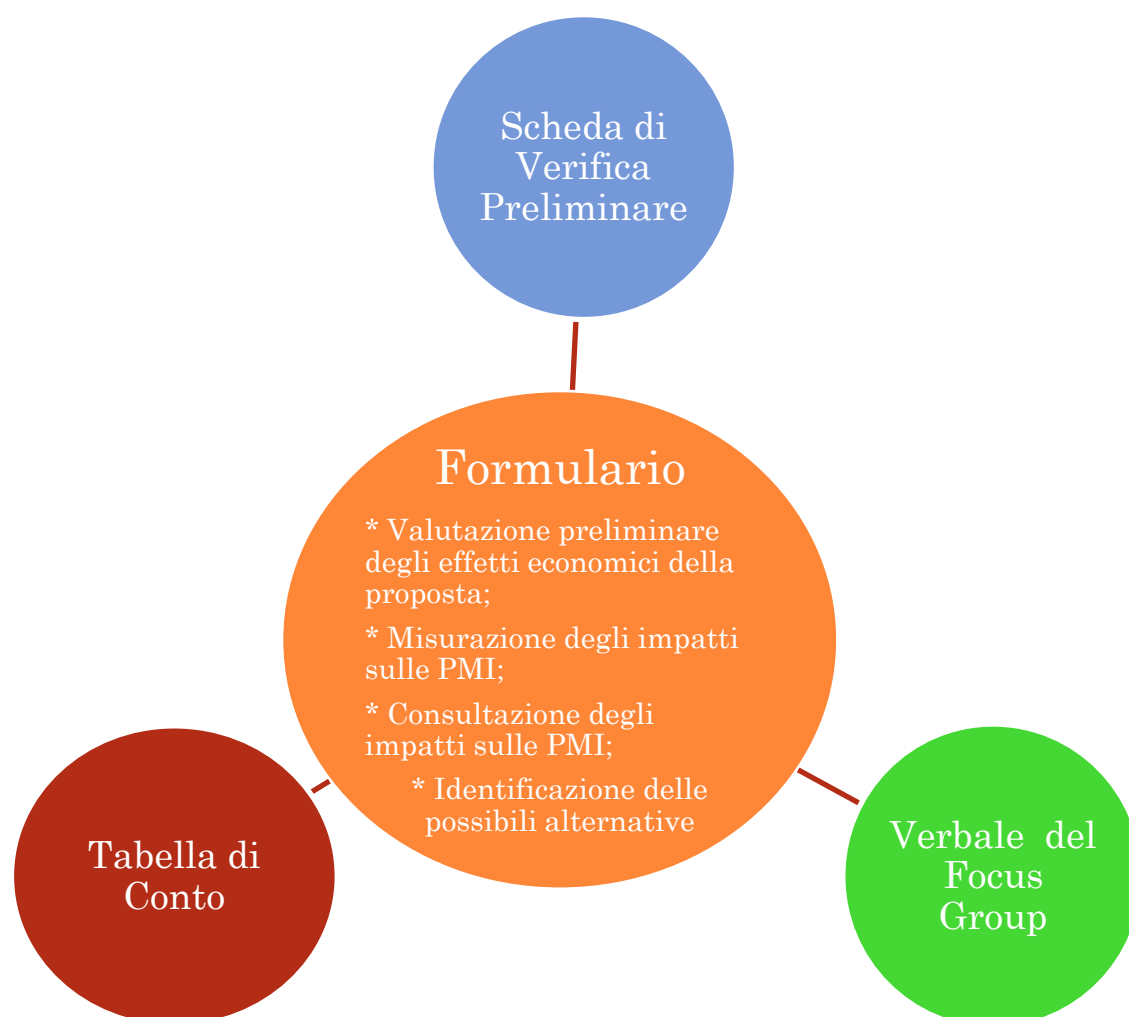 Scheda di
Verifica
Preliminare
Formulario
* Valutazione preliminare
degli effetti economici della
proposta;
* Misurazione degli impatti
sulle PMI;
* Consultazione degli
impatti sulle PMI;
* Identificazione delle
possibili alternative
Tabella di
Conto
Verbale  del
Focus
Group